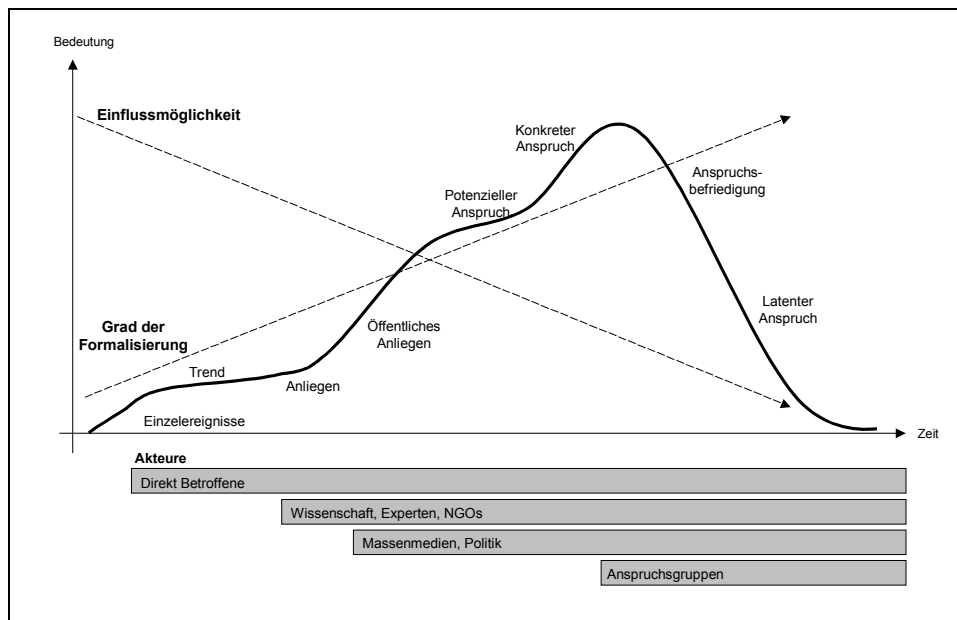 Bedeutung
Einflussmöglichkeit
Konkreter
Anspruch
Anspruchs-
befriedigung
Potenzieller
Anspruch
Latenter
Anspruch
Grad der
Formalisierung
Öffentliches
Anliegen
Trend
Anliegen
Einzelereignisse
Zeit
Akteure
Direkt Betroffene
Wissenschaft, Experten, NGOs
Massenmedien, Politik
Anspruchsgruppen